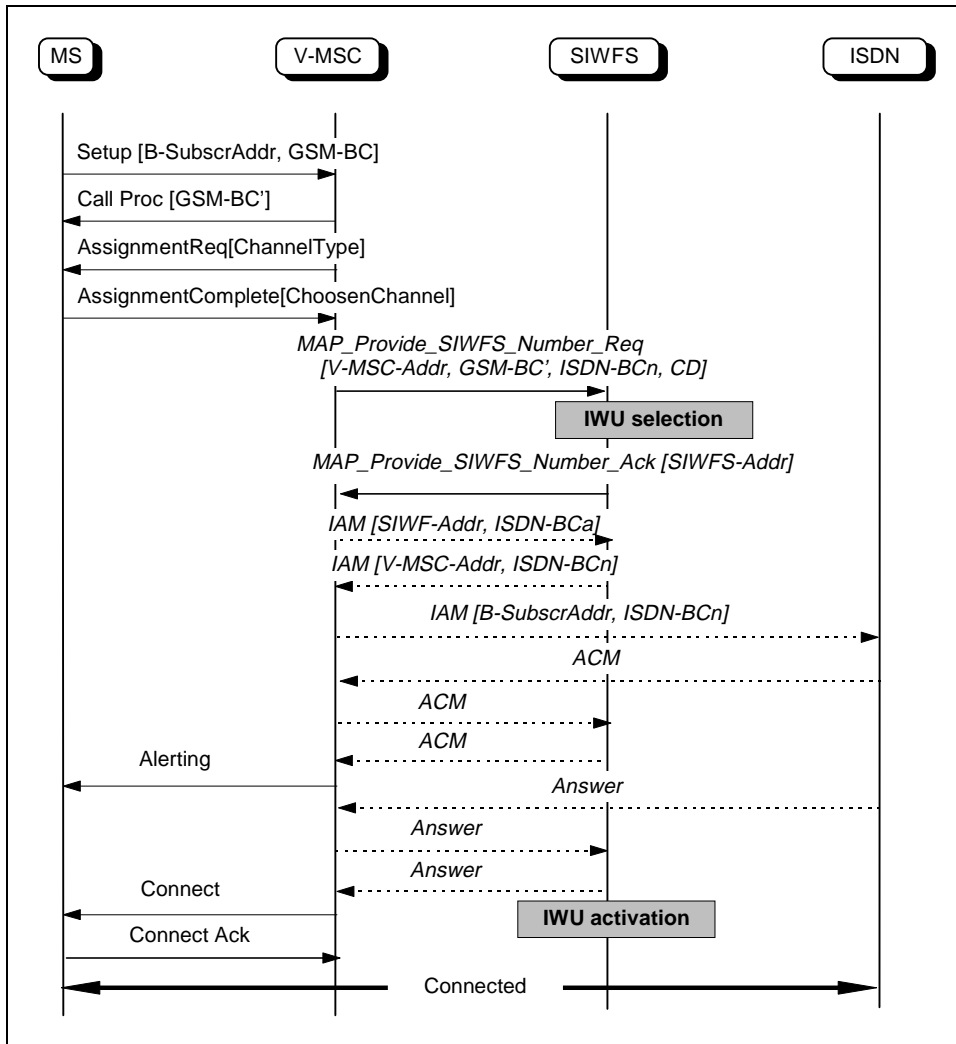 MS
V-MSC
SIWFS
ISDN
Setup [B-SubscrAddr, GSM-BC]
Call Proc [GSM-BC’]
AssignmentReq[ChannelType]
AssignmentComplete[ChoosenChannel]
MAP_Provide_SIWFS_Number_Req
[V-MSC-Addr, GSM-BC’, ISDN-BCn, CD]
IWU selection
MAP_Provide_SIWFS_Number_Ack [SIWFS-Addr]
IAM [SIWF-Addr, ISDN-BCa]
IAM [V-MSC-Addr, ISDN-BCn]
IAM [B-SubscrAddr, ISDN-BCn]
ACM
ACM
ACM
Alerting
Answer
Answer
Answer
Connect
IWU activation
Connect Ack
Connected